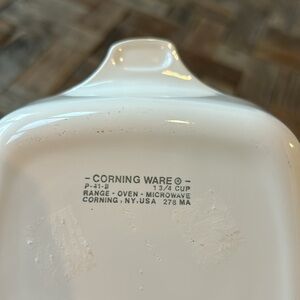 - CORNING WARE ® -
P-41-B 1 3/4 CUP
RANGE - OVEN - MICROWAVE
CORNING, NY. USA 278 MA